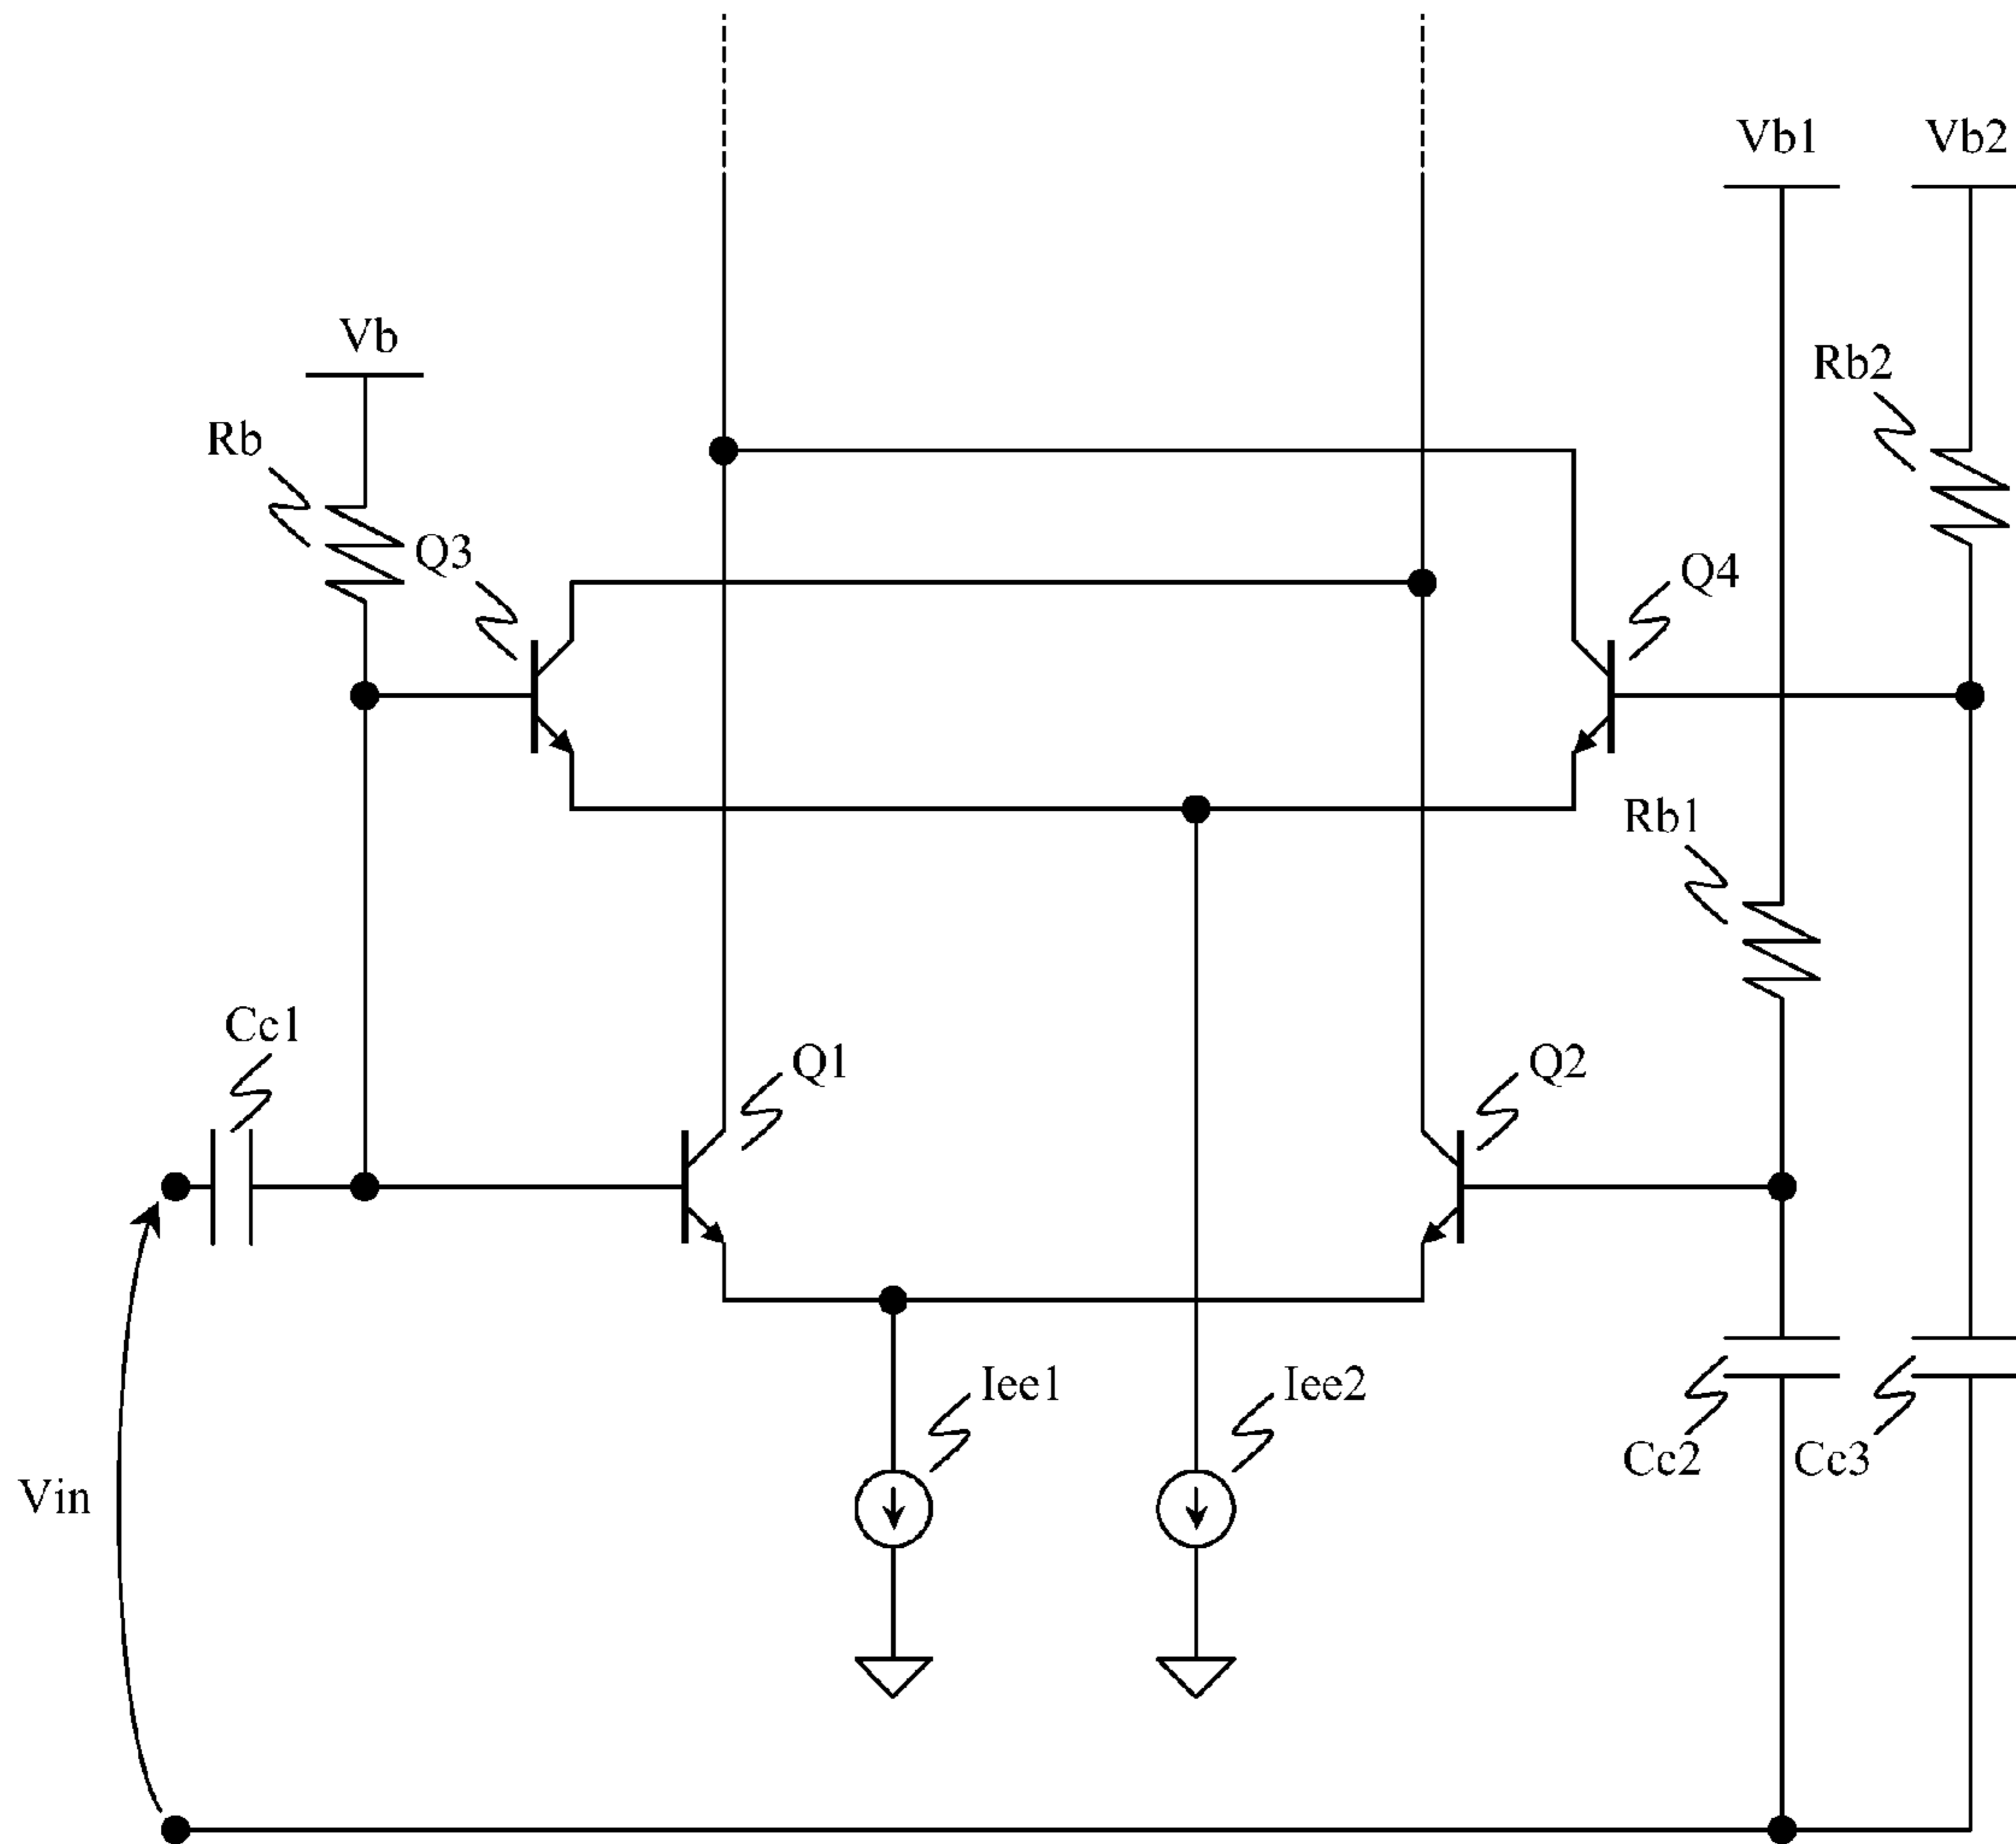 Vb1
Vb2
Vb
Rb2
Rb
Q3
Q4
Rb1
Cc1
Q1
Q2
Iee1
Iee2
Cc2
Cc3
Vin